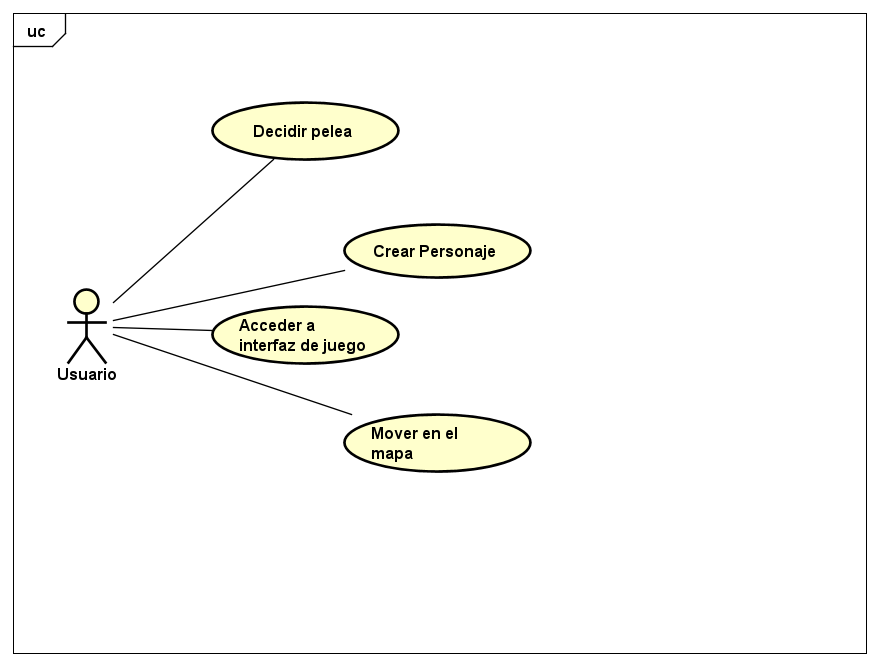 uc
Decidir pelea
Crear Personaje
Acceder a
interfaz de juego
Usuario
Mover en el
mapa